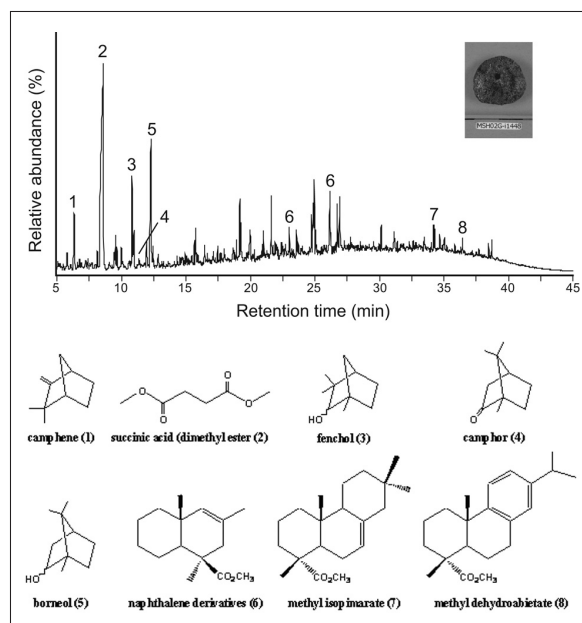 Relative abundance (%)
2
5
3
1
4
6
6
7
8
MSH02G-i1448
5 10 15 20 25 30 35 40 45
Retention time (min)
camphene (1) succinic acid (dimethyl ester (2) fenchol (3) camphor (4)
O
O
O
O
HO
O
HO
CO₂CH₃
CO₂CH₃
CO₂CH₃
borneol (5) naphthalene derivatives (6) methyl isopimarate (7) methyl dehydroabietate (8)